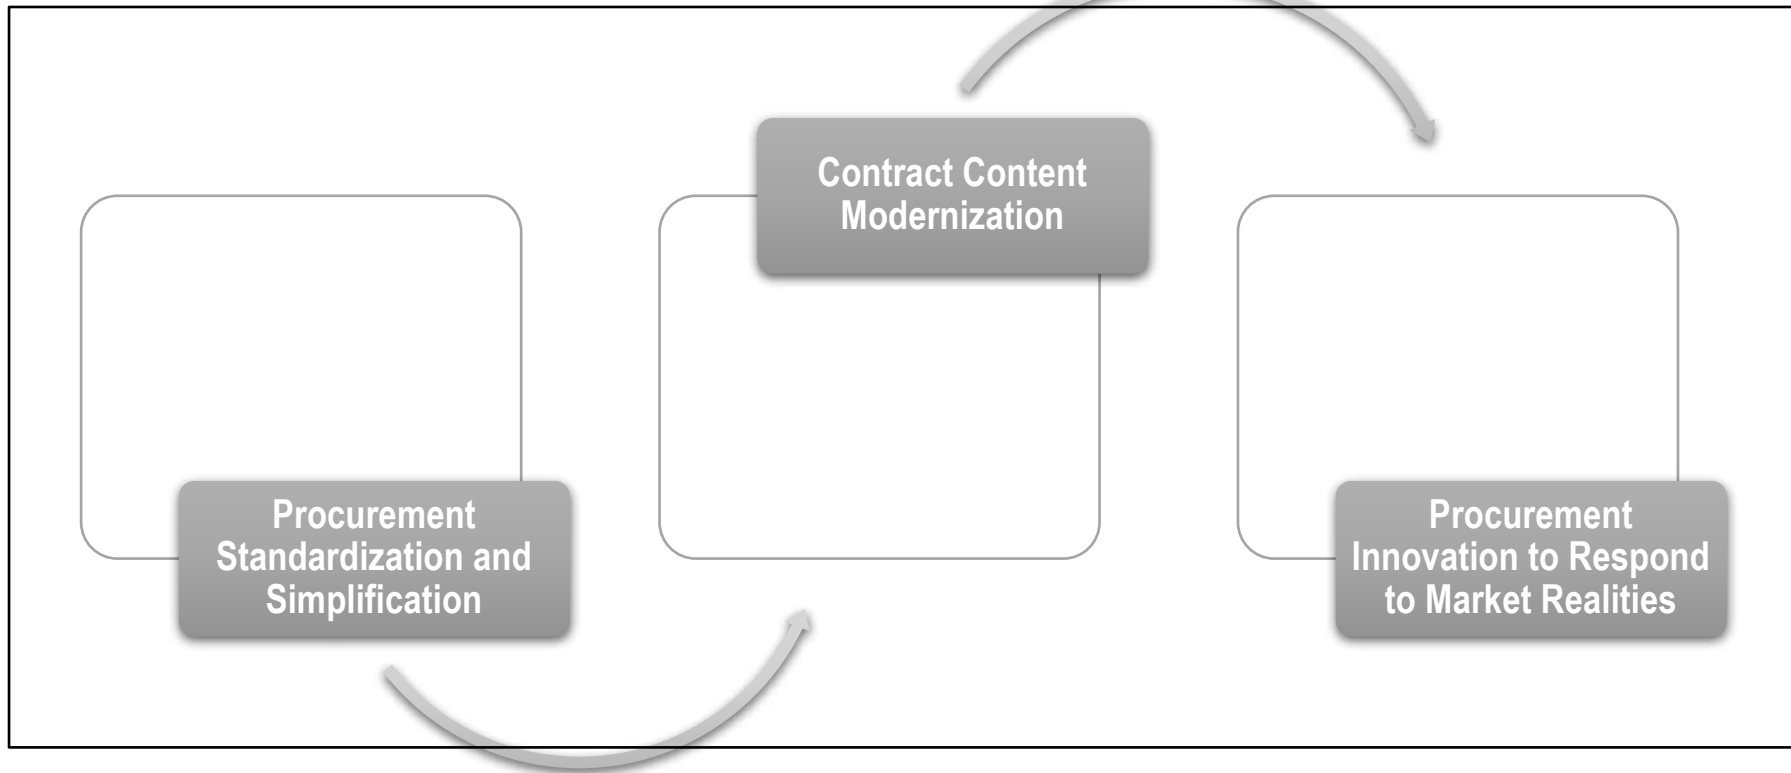 Procurement
Standardization and
Simplification
Contract Content
Modernization
Procurement
Innovation to Respond
to Market Realities